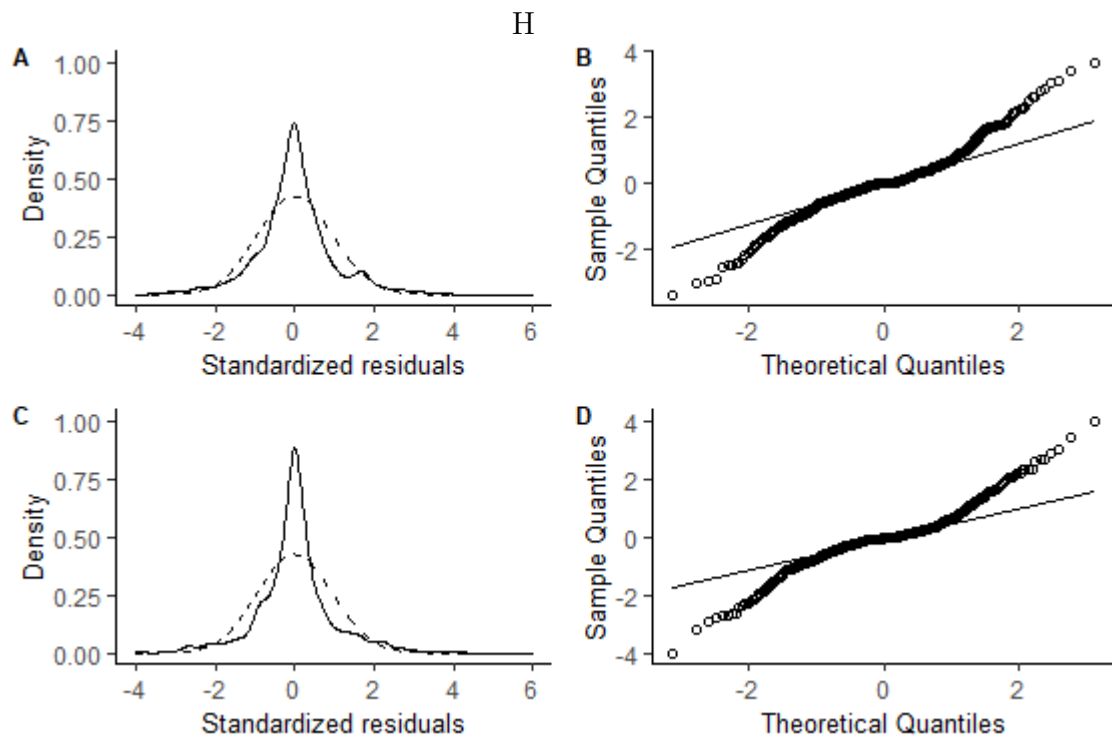 H
A
1.00
0.75
0.50
0.25
0.00
Density
-4 -2 0 2 4 6
Standardized residuals
B
4
2
0
-2
Sample Quantiles
-2 0 2
Theoretical Quantiles
C
1.00
0.75
0.50
0.25
0.00
Density
-4 -2 0 2 4 6
Standardized residuals
D
4
2
0
-2
-4
Sample Quantiles
-2 0 2
Theoretical Quantiles